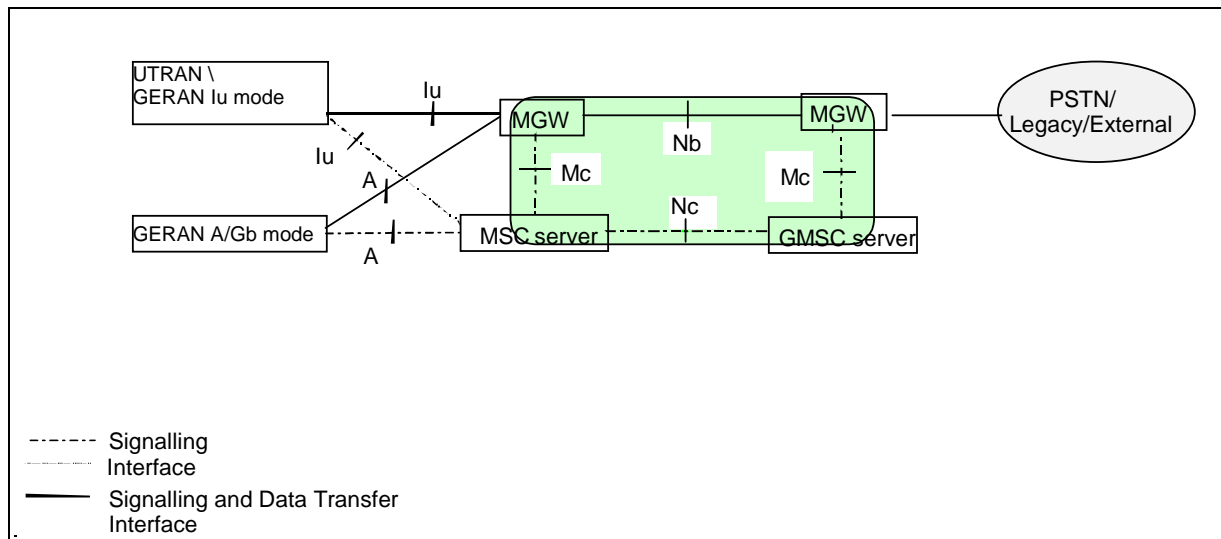 UTRAN \
GERAN Iu mode
Iu
MGW
MGW
PSTN/
Legacy/External
Nb
Iu
Mc
Mc
A
Nc
GERAN A/Gb mode
MSC server
GMSC server
A
Signalling
Interface
Signalling and Data Transfer
Interface